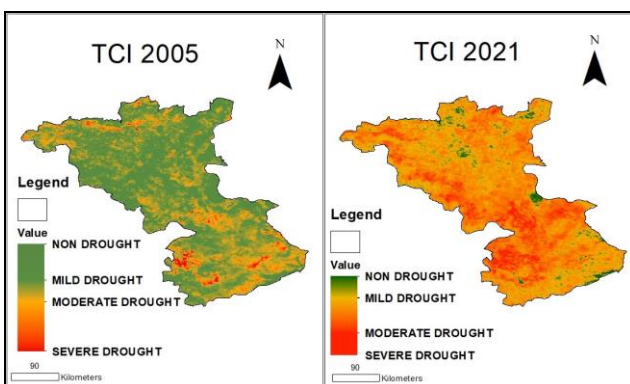 TCI 2005
N
Legend
Value
NON DROUGHT
MILD DROUGHT
MODERATE DROUGHT
SEVERE DROUGHT
90
Kilometers
TCI 2021
N
Legend
Value
NON DROUGHT
MILD DROUGHT
MODERATE DROUGHT
SEVERE DROUGHT
90
Kilometers